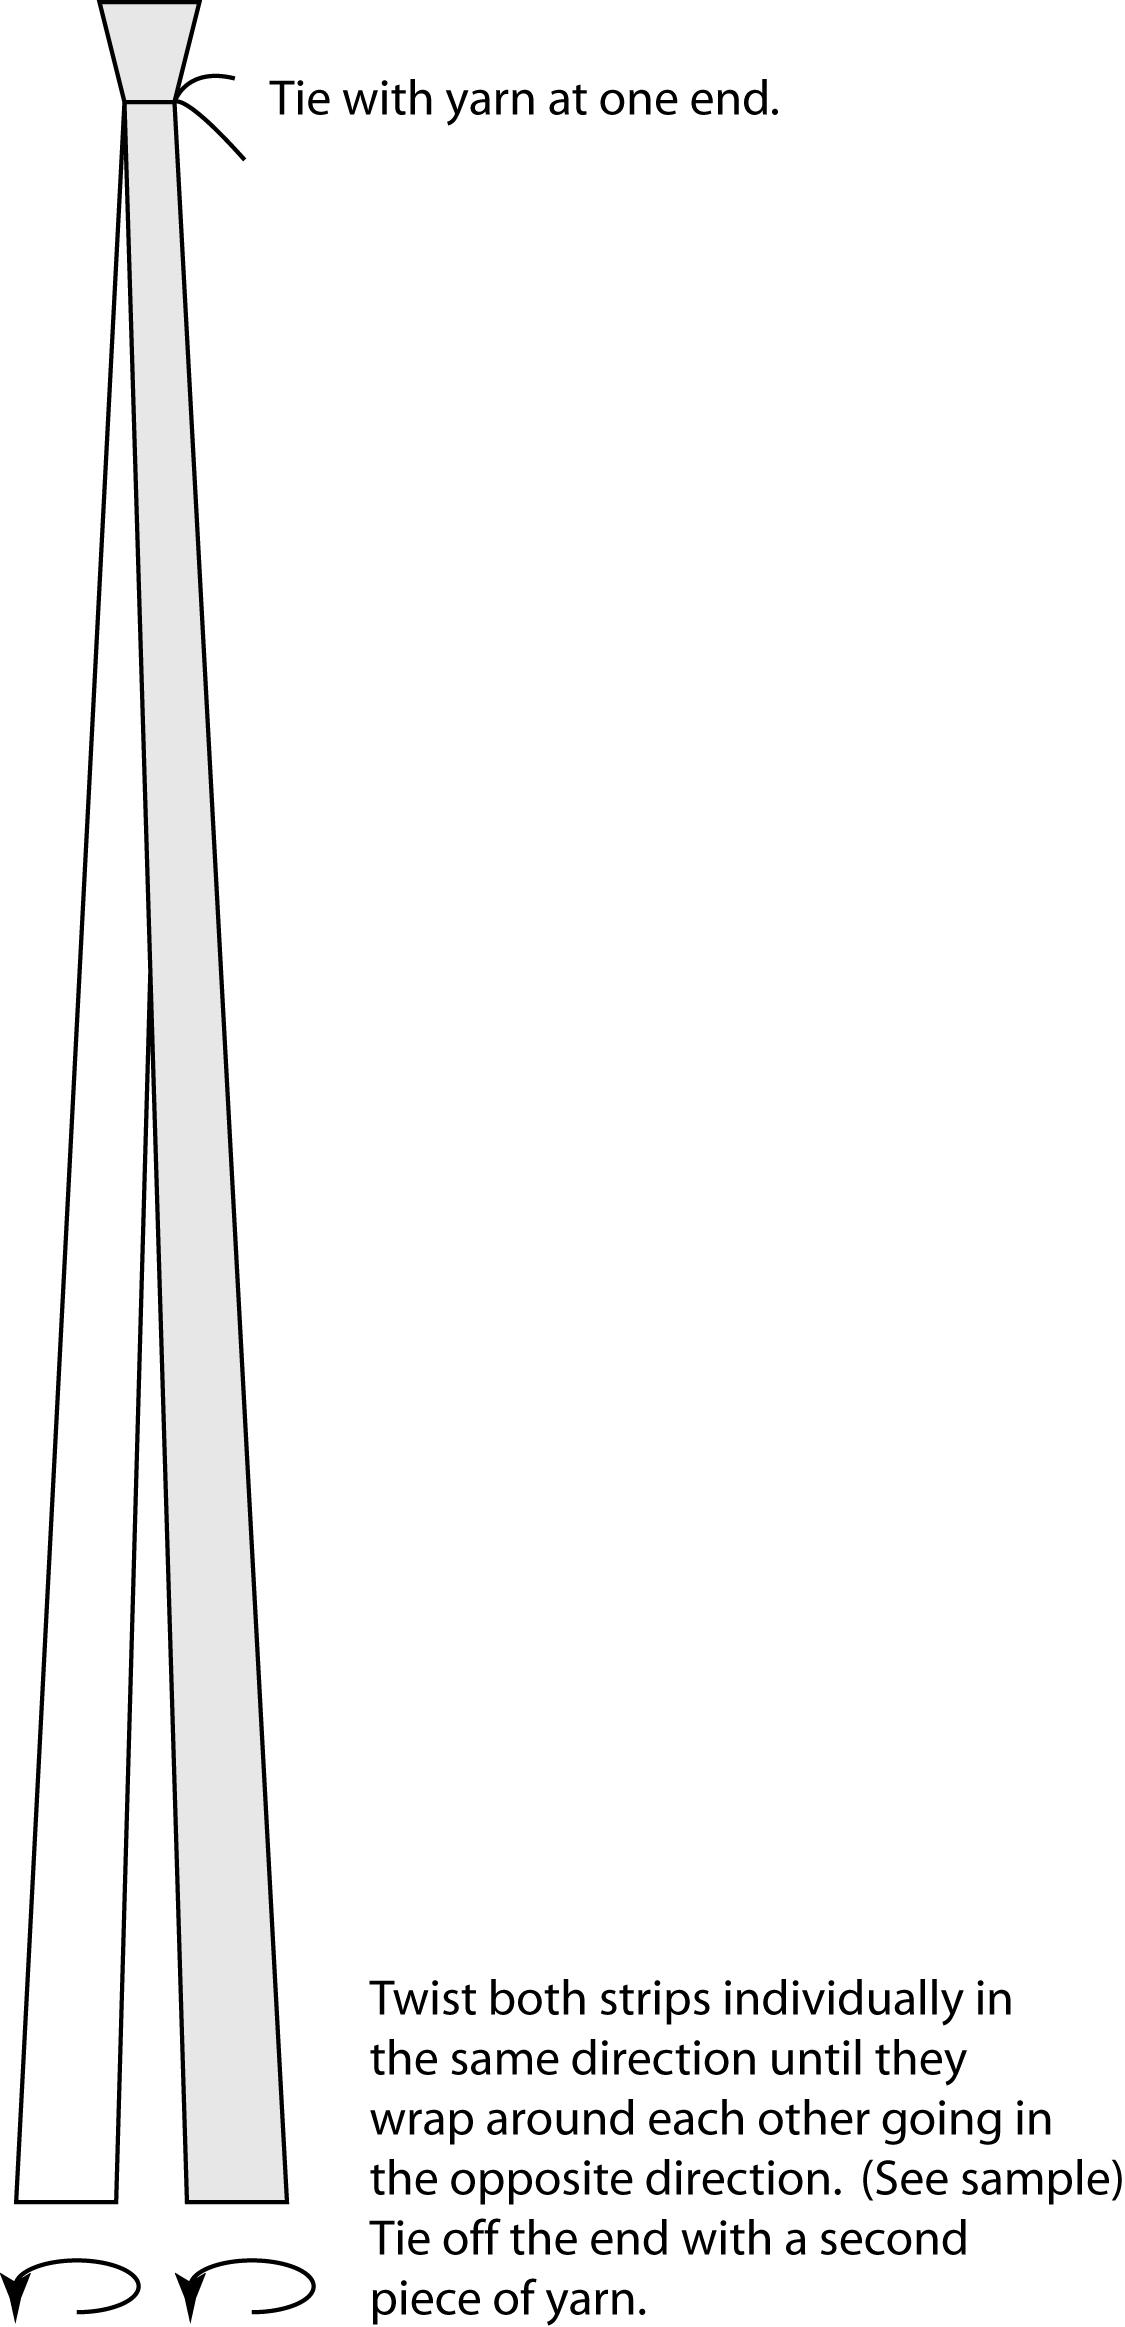 Tie with yarn at one end.
Twist both strips individually in
the same direction until they
wrap around each other going in
the opposite direction.  (See sample)
Tie off the end with a second
piece of yarn.